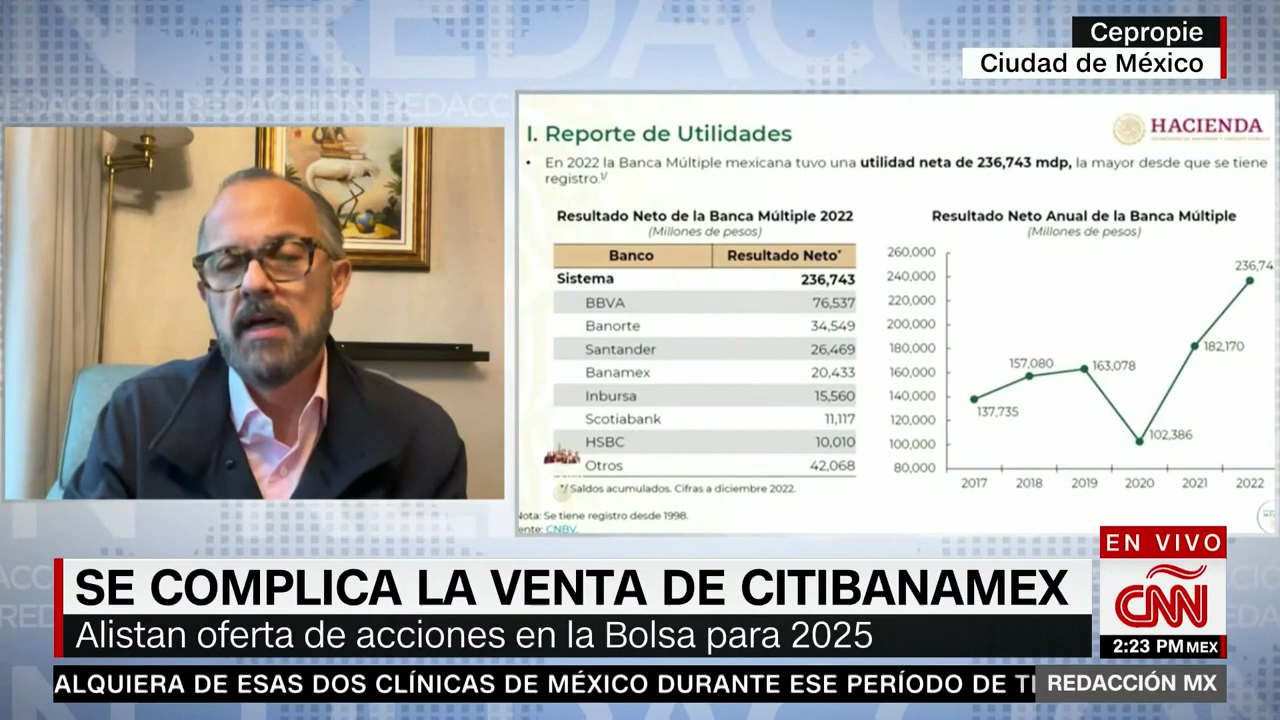 Cepropie
Ciudad de México
REDACCIÓN REDACCIÓN REDACC
I. Reporte de Utilidades
HACIENDA
• En 2022 la Banca Múltiple mexicana tuvo una utilidad neta de 236,743 mdp, la mayor desde que se tiene
registro.1/
Resultado Neto de la Banca Múltiple 2022
(Millones de pesos)
Banco Resultado Neto*
Sistema 236,743
BBVA 76,537
Banorte 34,549
Santander 26,469
Banamex 20,433
Inbursa 15,560
Scotiabank 11,117
HSBC 10,010
Otros 42,068
*/ Saldos acumulados. Cifras a diciembre 2022.
Nota: Se tiene registro desde 1998.
ente: CNBV.
Resultado Neto Anual de la Banca Múltiple
(Millones de pesos)
260,000
240,000
220,000
200,000
180,000
160,000
140,000
120,000
100,000
80,000
137,735
157,080
163,078
102,386
182,170
236,74
2017 2018 2019 2020 2021 2022
EN VIVO
CNN
2:23 PM MEX
SE COMPLICA LA VENTA DE CITIBANAMEX
Alistan oferta de acciones en la Bolsa para 2025
ALQUIERA DE ESAS DOS CLÍNICAS DE MÉXICO DURANTE ESE PERÍODO DE TI
REDACCIÓN MX